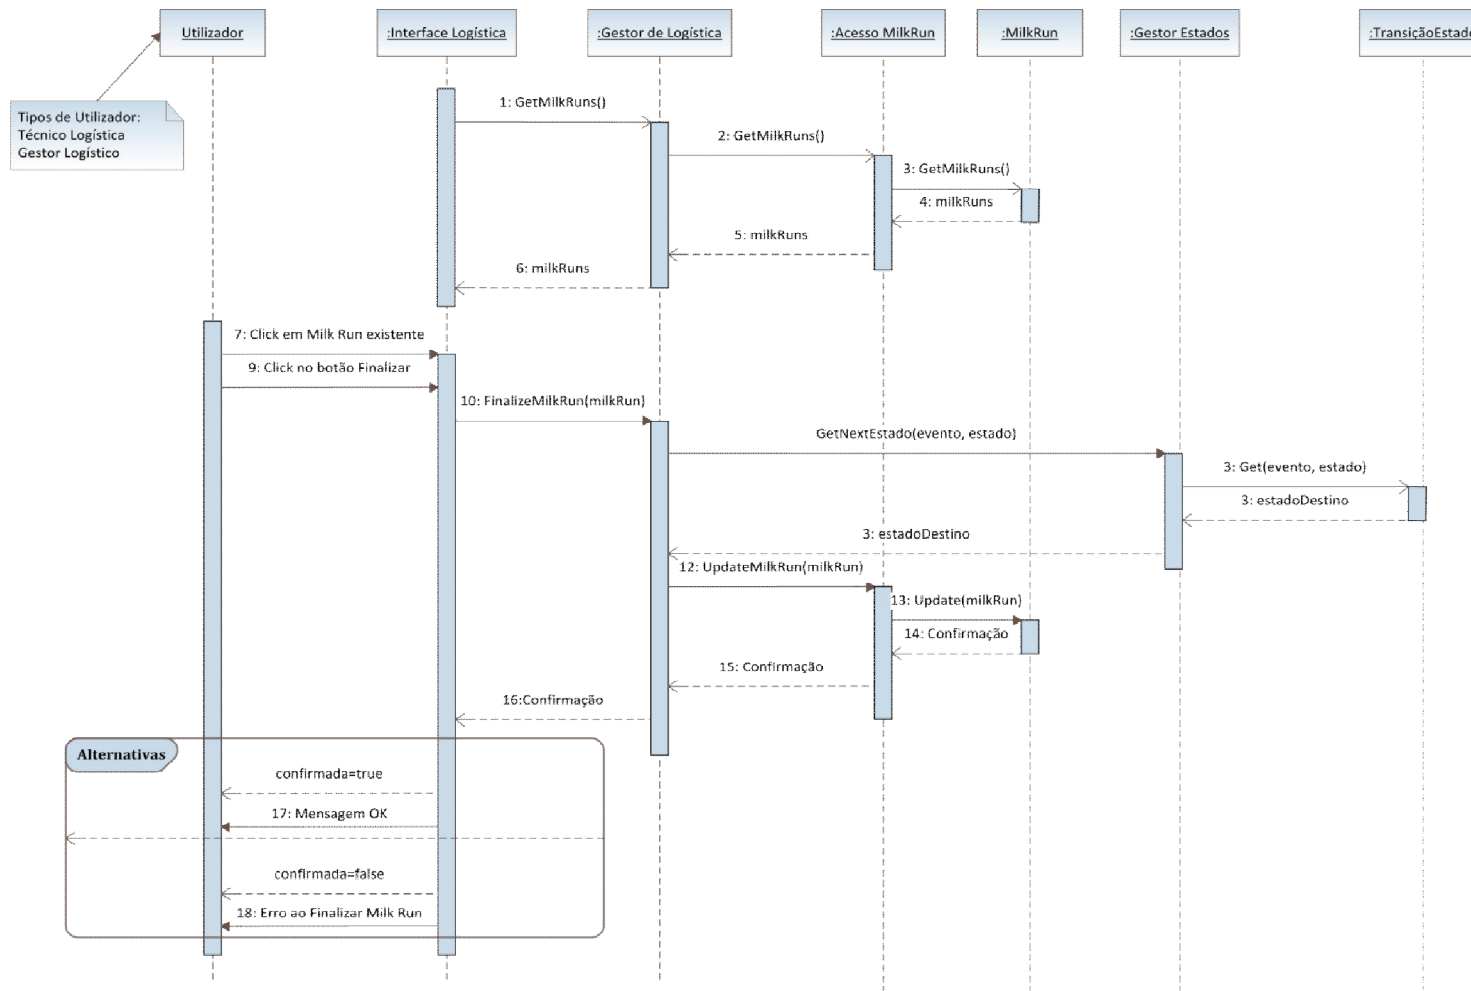 Utilizador
:Interface Logística
:Gestor de Logística
:Acesso MilkRun
:MilkRun
:Gestor Estados
:TransiçãoEstado
Tipos de Utilizador:
Técnico Logística
Gestor Logístico
1: GetMilkRuns()
2: GetMilkRuns()
3: GetMilkRuns()
4: milkRuns
5: milkRuns
6: milkRuns
7: Click em Milk Run existente
9: Click no botão Finalizar
10: FinalizeMilkRun(milkRun)
GetNextEstado(evento, estado)
3: Get(evento, estado)
3: estadoDestino
3: estadoDestino
12: UpdateMilkRun(milkRun)
13: Update(milkRun)
14: Confirmação
15: Confirmação
16:Confirmação
Alternativas
confirmada=true
17: Mensagem OK
confirmada=false
18: Erro ao Finalizar Milk Run